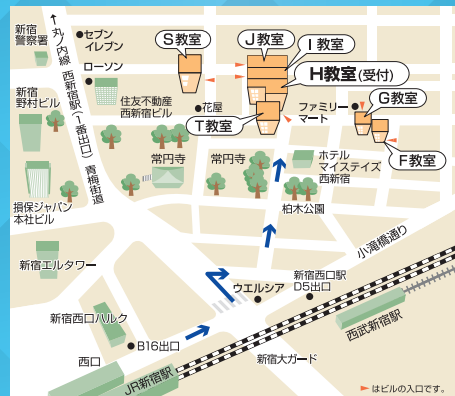 新宿
警察署
←丸ノ内線 西新宿駅(1番出口) 青梅街道
セブン
イレブン
ローソン
S教室
J教室
I教室
H教室(受付)
T教室
G教室
F教室
新宿
野村ビル
住友不動産
西新宿ビル
花屋
ファミリー
マート
常円寺
常円寺
ホテル
マイステイズ
西新宿
柏木公園
損保ジャパン
本社ビル
小滝橋通り
新宿エルタワー
ウエルシア
新宿西口駅
D5出口
新宿西口ハルク
B16出口
西武新宿駅
西口
JR新宿駅
新宿大ガード
はビルの入口です。